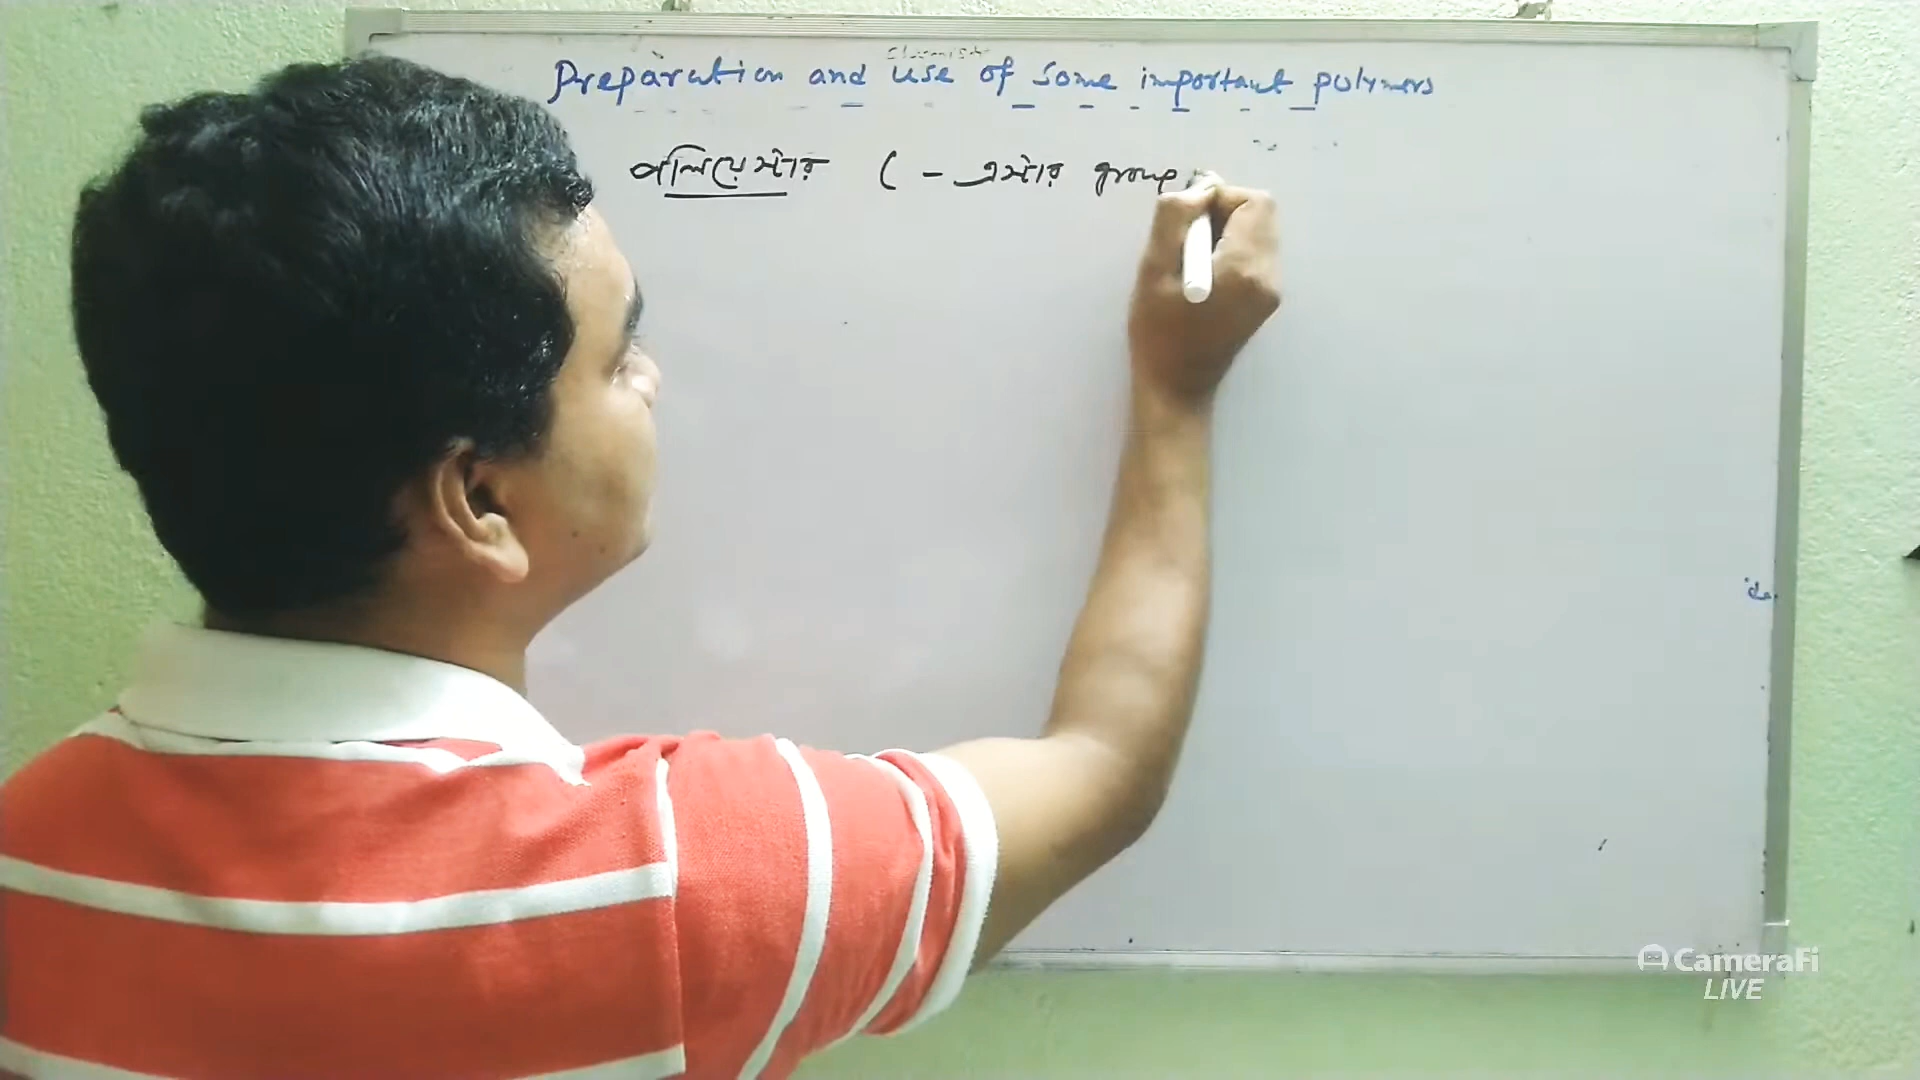 Preparation and use of some important polymers
পলিয়েস্টার ( - এস্টার group
CameraFi
LIVE